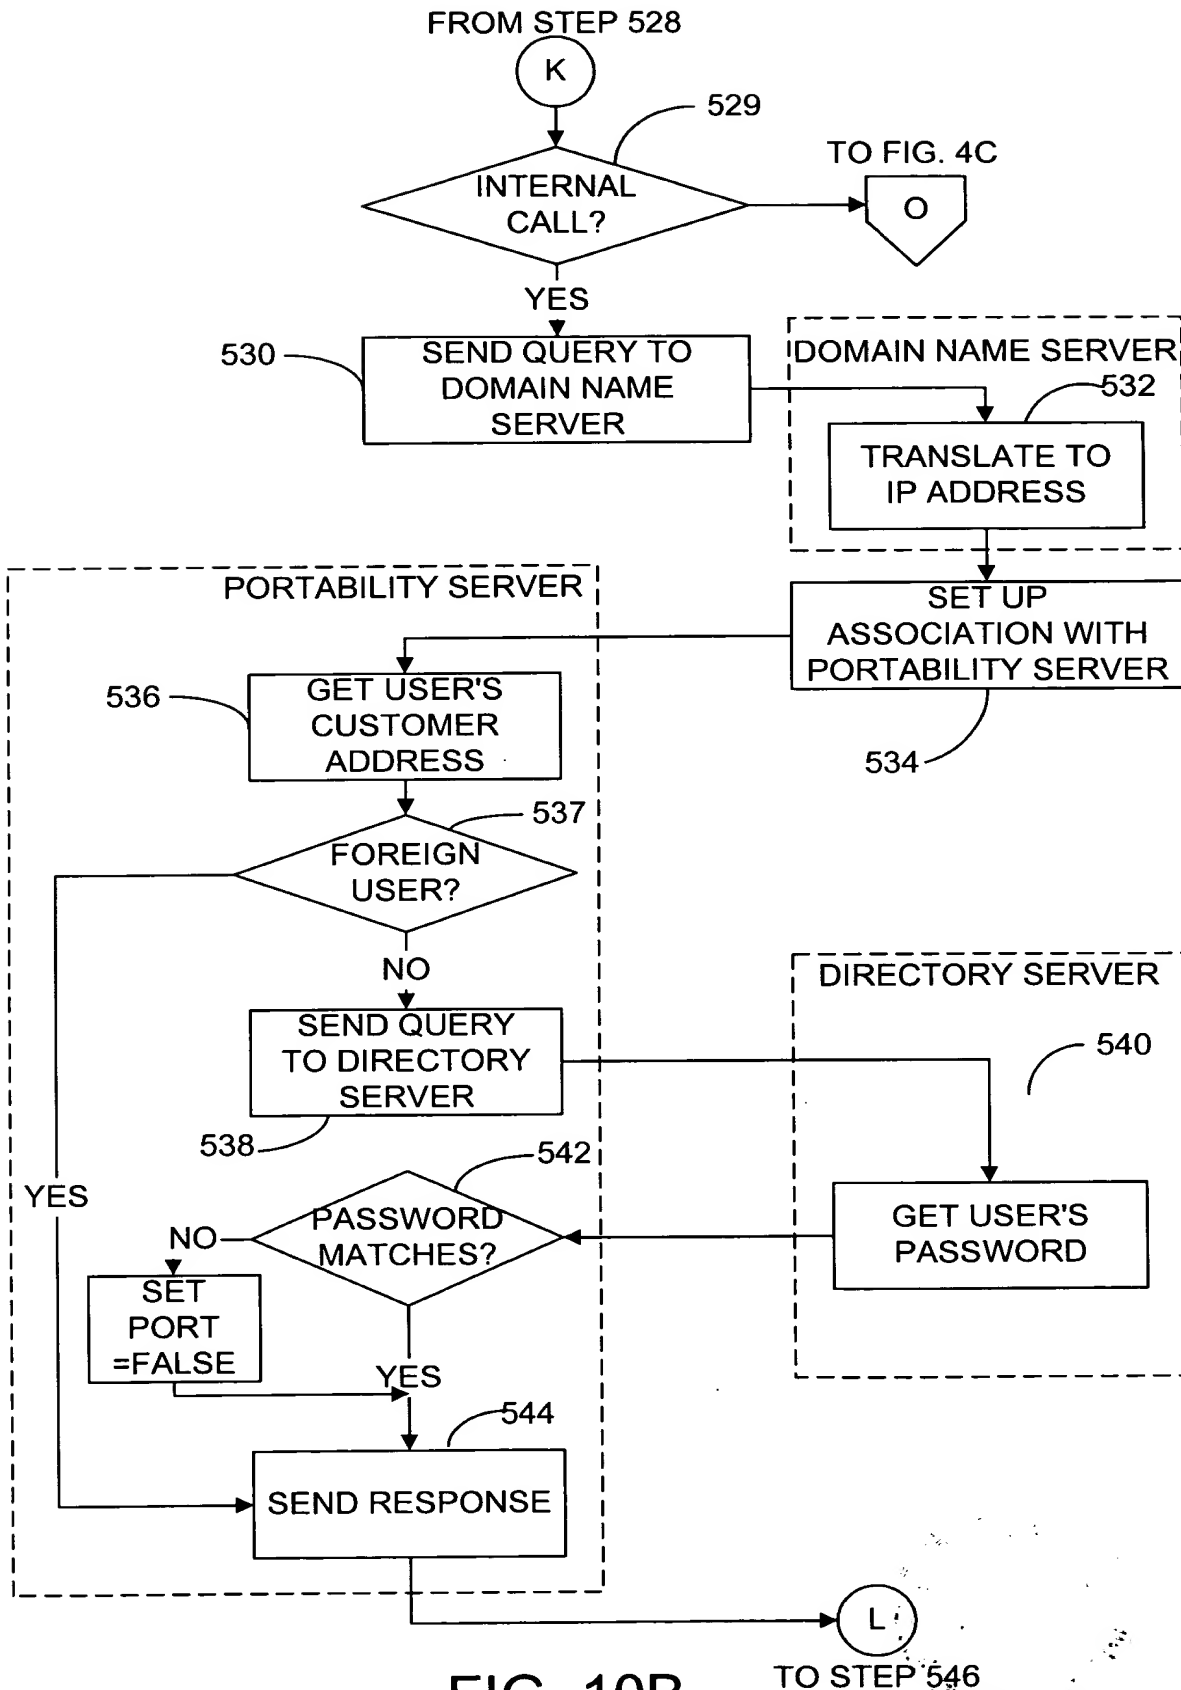 FROM STEP 528
K
529
TO FIG. 4C
INTERNAL
CALL?
O
YES
530
SEND QUERY TO
DOMAIN NAME
SERVER
DOMAIN NAME SERVER
532
TRANSLATE TO
IP ADDRESS
PORTABILITY SERVER
SET UP
ASSOCIATION WITH
PORTABILITY SERVER
534
536
GET USER'S
CUSTOMER
ADDRESS
537
FOREIGN
USER?
NO
DIRECTORY SERVER
SEND QUERY
TO DIRECTORY
SERVER
538
540
542
YES
PASSWORD
MATCHES?
NO
GET USER'S
PASSWORD
SET
PORT
=FALSE
YES
544
SEND RESPONSE
L
TO STEP 546
FIG. 10B